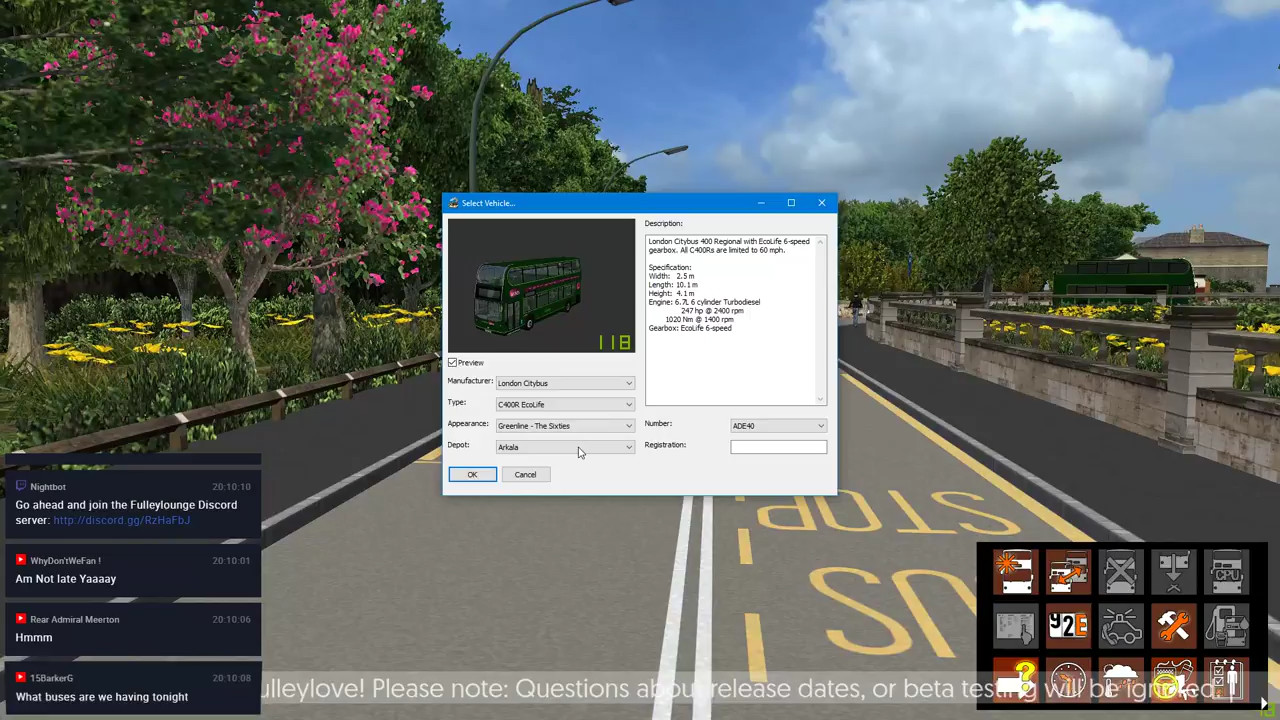 Select Vehicle...
Description:
London Citybus 400 Regional with EcoLife 6-speed
gearbox. All C400Rs are limited to 60 mph.
Specification:
Width: 2.5 m
Length: 10.1 m
Height: 4.1 m
Engine: 6.7L 6 cylinder Turbodiesel
247 hp @ 2400 rpm
1020 Nm @ 1400 rpm
Gearbox: EcoLife 6-speed
118
Preview
Manufacturer: London Citybus
Type: C400R EcoLife
Appearance: Greenline - The Sixties
Number: ADE40
Depot: Arkala
Registration:
OK Cancel
Nightbot 20:10:10
Go ahead and join the Fulleylounge Discord
server: http://discord.gg/RzHaFbJ
WhyDon'tWeFan ! 20:10:01
Am Not late Yaaaay
Rear Admiral Meerton 20:10:06
Hmmm
15BarkerG 20:10:08
What buses are we having tonight
BUS
STOP
CPU
92E
ulleylove! Please note: Questions about release dates, or beta testing will be ignored.